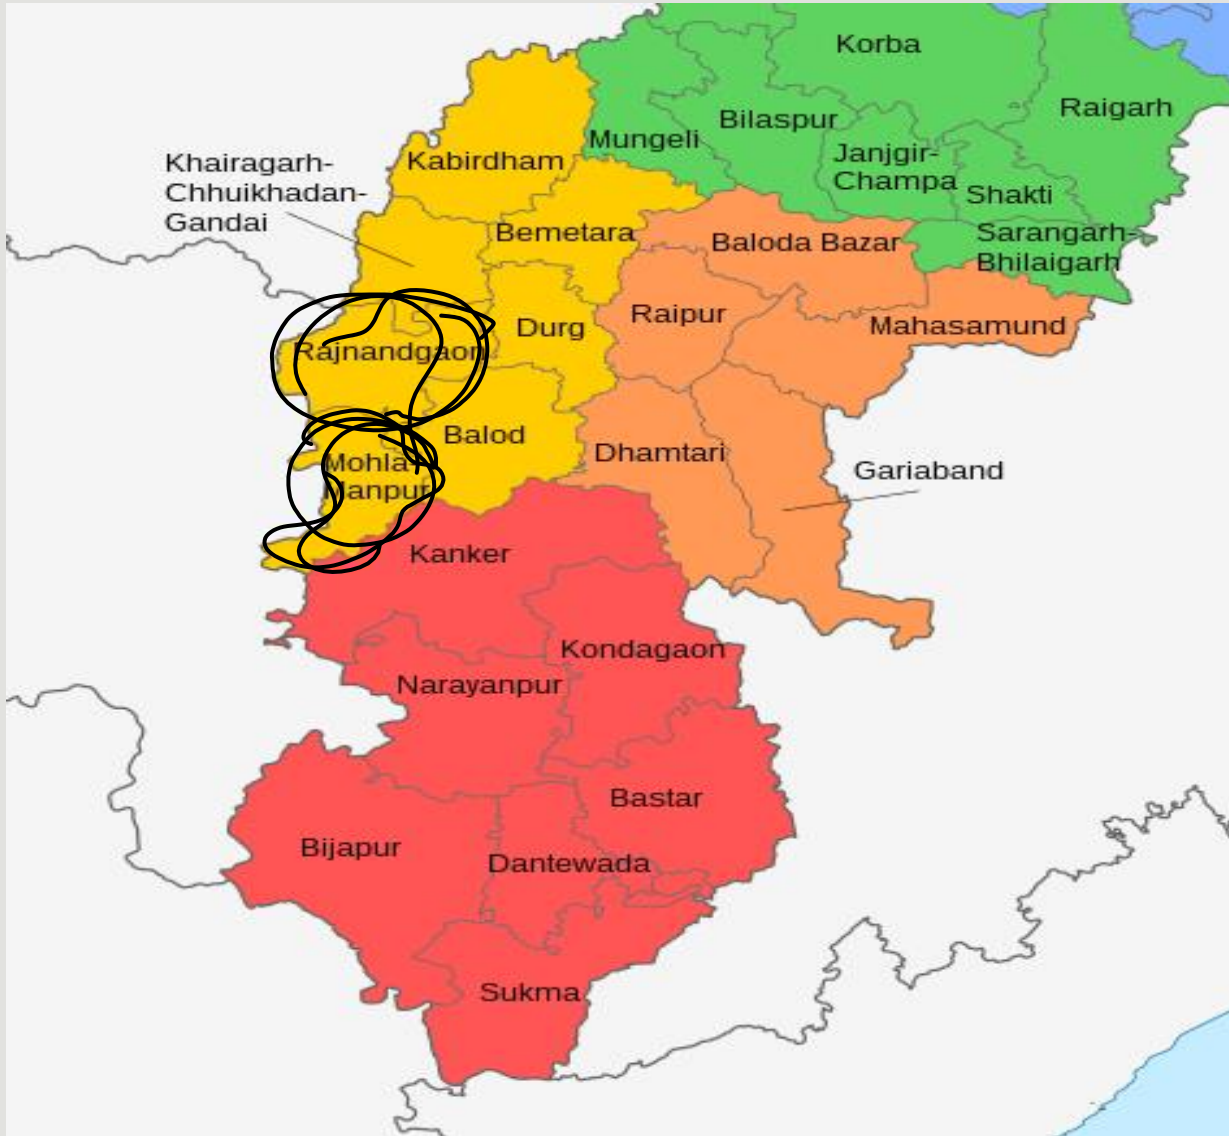 Korba
Raigarh
Bilaspur
Mungeli
Janjgir-
Champa
Kabirdham
Khairagarh-
Chhuikhadan-
Gandai
Shakti
Bemetara
Baloda Bazar
Sarangarh-
Bhilaigarh
Raipur
Durg
Mahasamund
Rajnandgaon
Balod
Dhamtari
Mohla
Manpur
Gariaband
Kanker
Kondagaon
Narayanpur
Bastar
Bijapur
Dantewada
Sukma